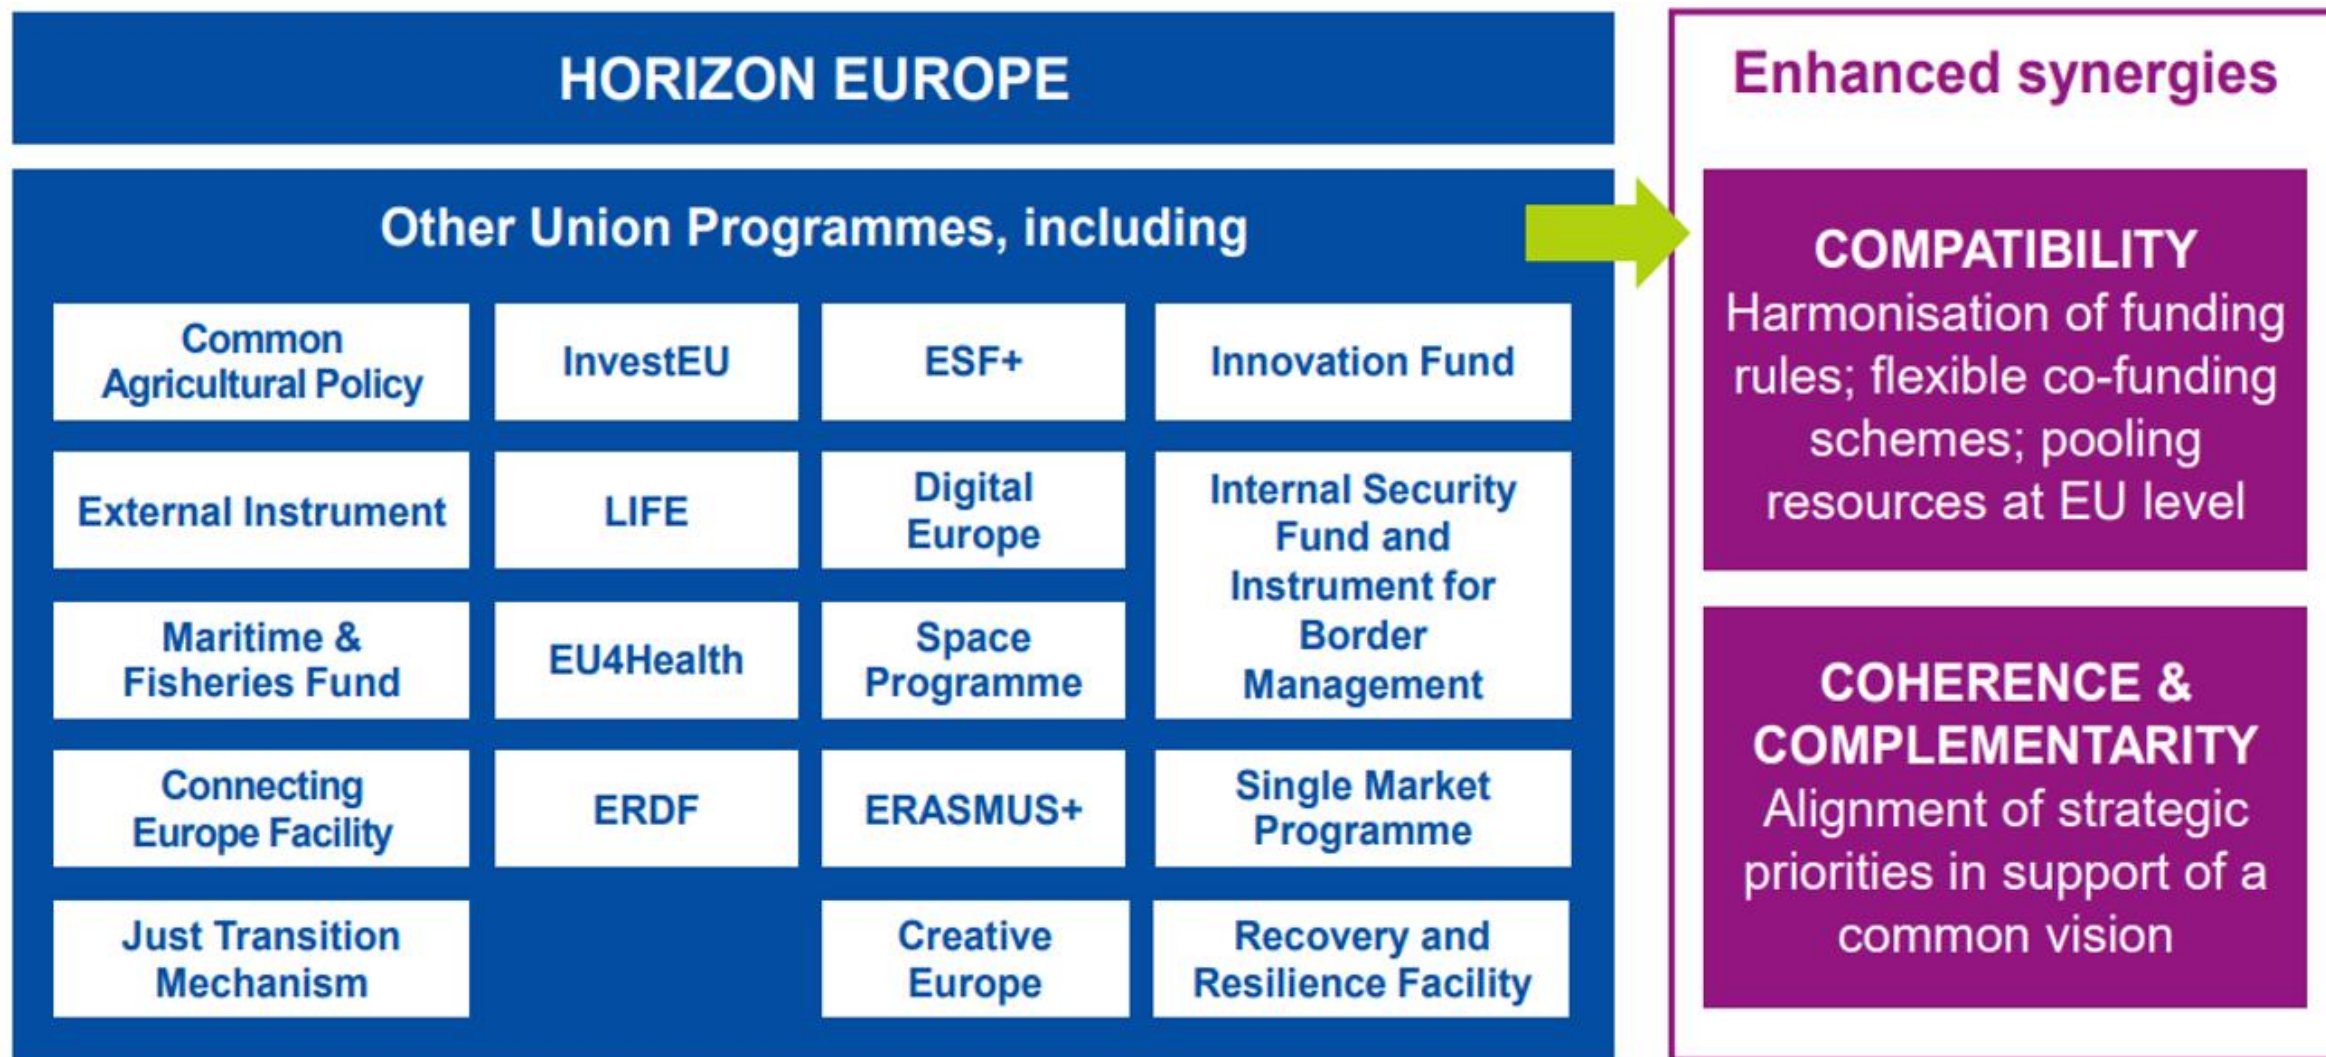 HORIZON EUROPE
Other Union Programmes, including
Common
Agricultural Policy
InvestEU
ESF+
Innovation Fund
External Instrument
LIFE
Digital
Europe
Internal Security
Fund and
Instrument for
Border
Management
Maritime &
Fisheries Fund
EU4Health
Space
Programme
Connecting
Europe Facility
ERDF
ERASMUS+
Single Market
Programme
Just Transition
Mechanism
Creative
Europe
Recovery and
Resilience Facility
Enhanced synergies
COMPATIBILITY
Harmonisation of funding
rules; flexible co-funding
schemes; pooling
resources at EU level
COHERENCE &
COMPLEMENTARITY
Alignment of strategic
priorities in support of a
common vision